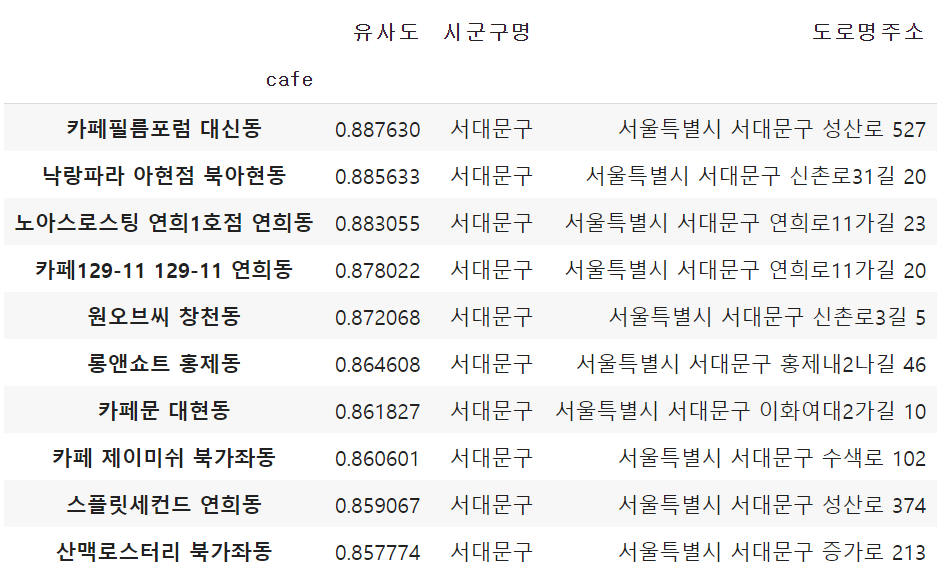 유사도 시군구명 도로명주소
cafe
카페필름포럼 대신동 0.887630 서대문구 서울특별시 서대문구 성산로 527
낙랑파라 아현점 북아현동 0.885633 서대문구 서울특별시 서대문구 신촌로31길 20
노아스로스팅 연희1호점 연희동 0.883055 서대문구 서울특별시 서대문구 연희로11가길 23
카페129-11 129-11 연희동 0.878022 서대문구 서울특별시 서대문구 연희로11가길 20
원오브씨 창천동 0.872068 서대문구 서울특별시 서대문구 신촌로3길 5
롱앤쇼트 홍제동 0.864608 서대문구 서울특별시 서대문구 홍제내2나길 46
카페문 대현동 0.861827 서대문구 서울특별시 서대문구 이화여대2가길 10
카페 제이미쉬 북가좌동 0.860601 서대문구 서울특별시 서대문구 수색로 102
스플릿세컨드 연희동 0.859067 서대문구 서울특별시 서대문구 성산로 374
산맥로스터리 북가좌동 0.857774 서대문구 서울특별시 서대문구 증가로 213